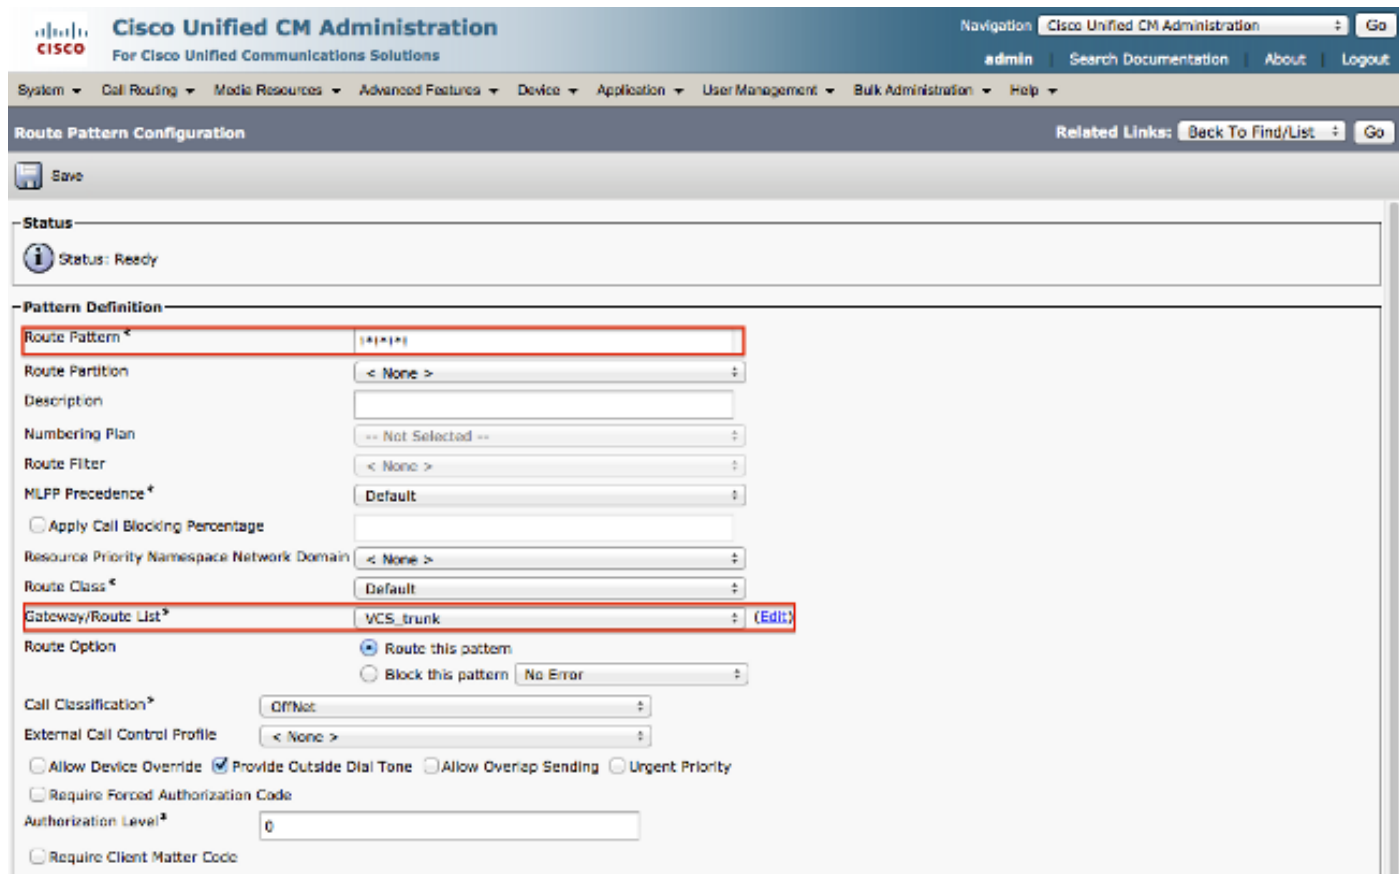 Cisco Unified CM Administration
Navigation Cisco Unified CM Administration Go
CISCO
For Cisco Unified Communications Solutions
admin | Search Documentation | About | Logout
System Call Routing Media Resources Advanced Features Device Application User Management Bulk Administration Help
Route Pattern Configuration
Related Links: Back To Find/List Go
Save
Status
Status: Ready
Pattern Definition
Route Pattern* !*!*!*!
Route Partition < None >
Description
Numbering Plan -- Not Selected --
Route Filter < None >
MLPP Precedence* Default
Apply Call Blocking Percentage
Resource Priority Namespace Network Domain < None >
Route Class* Default
Gateway/Route List* VCS_trunk (Edit)
Route Option Route this pattern
Block this pattern No Error
Call Classification* OffNet
External Call Control Profile < None >
Allow Device Override Provide Outside Dial Tone Allow Overlap Sending Urgent Priority
Require Forced Authorization Code
Authorization Level* 0
Require Client Matter Code